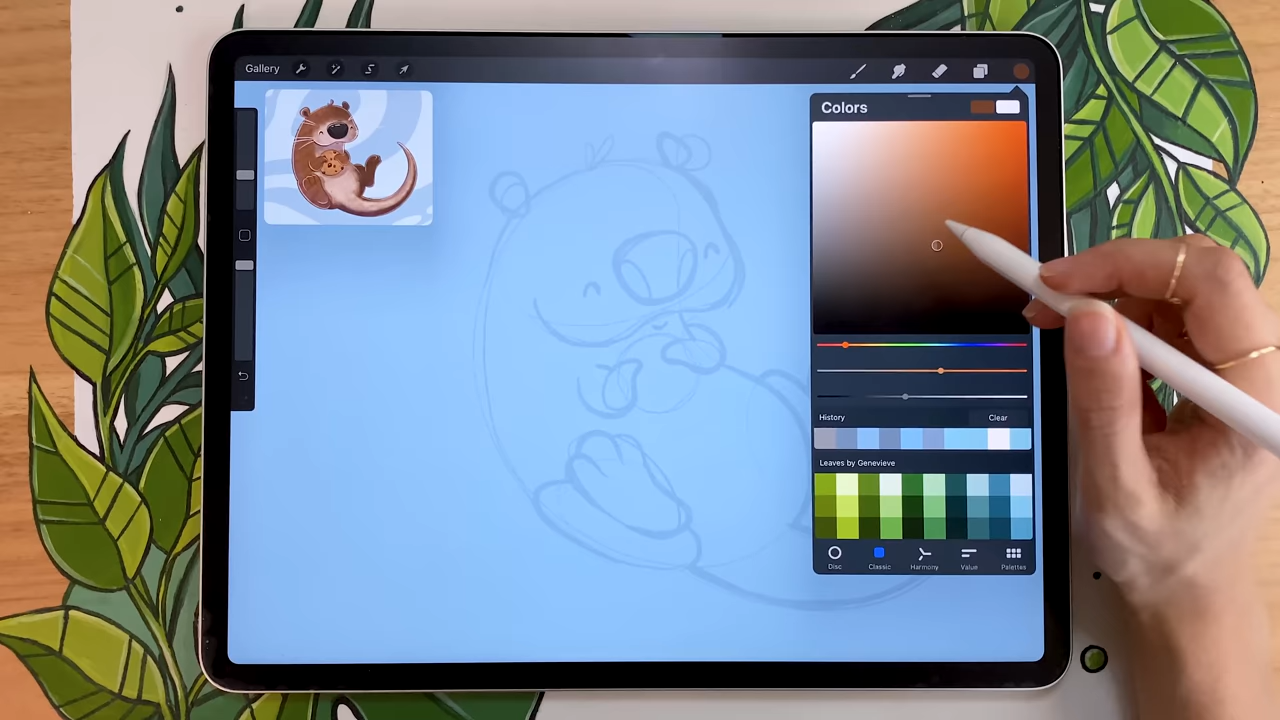 Gallery
Colors
History
Clear
Leaves by Genevieve
Disc
Classic
Harmony
Value
Palettes